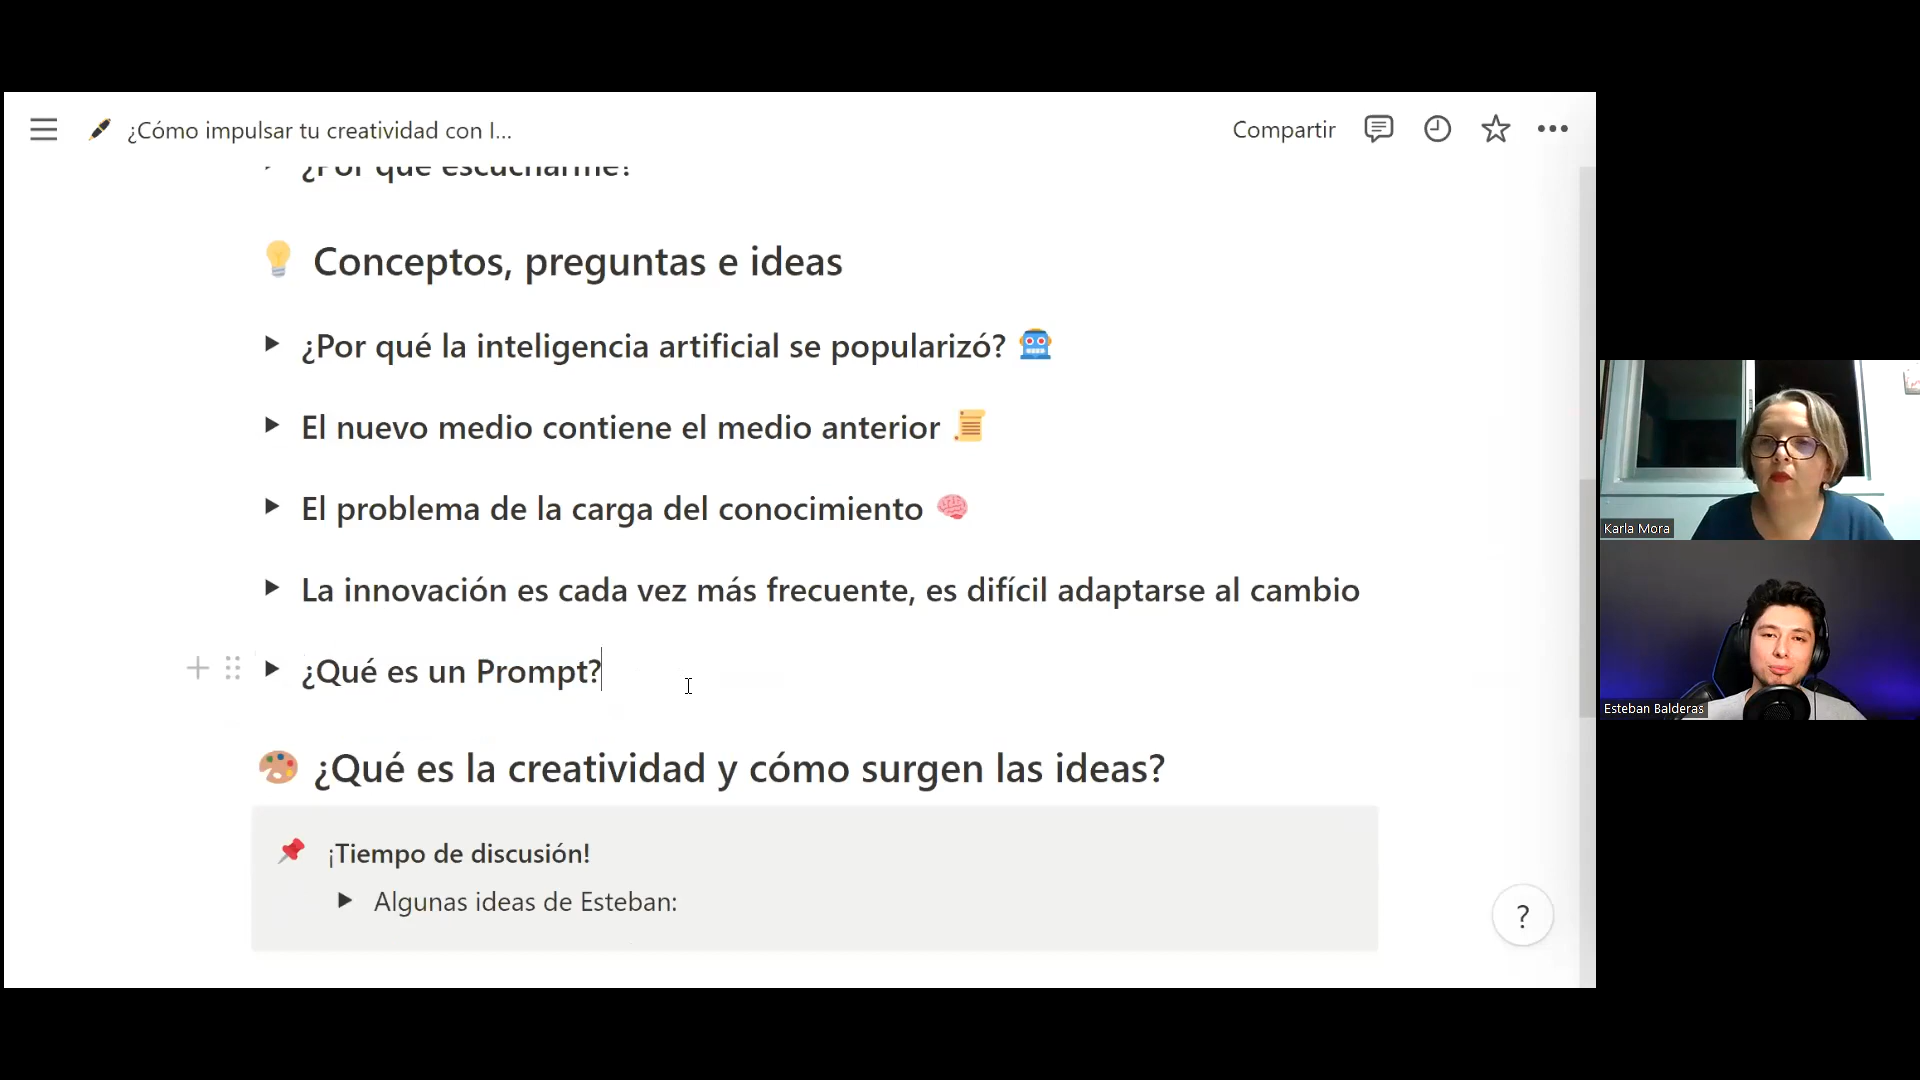 ¿Cómo impulsar tu creatividad con I...
Compartir
¿Por qué escucharme?
Conceptos, preguntas e ideas
¿Por qué la inteligencia artificial se popularizó?
El nuevo medio contiene el medio anterior
El problema de la carga del conocimiento
La innovación es cada vez más frecuente, es difícil adaptarse al cambio
¿Qué es un Prompt?
¿Qué es la creatividad y cómo surgen las ideas?
¡Tiempo de discusión!
Algunas ideas de Esteban:
?
Karla Mora
Esteban Balderas